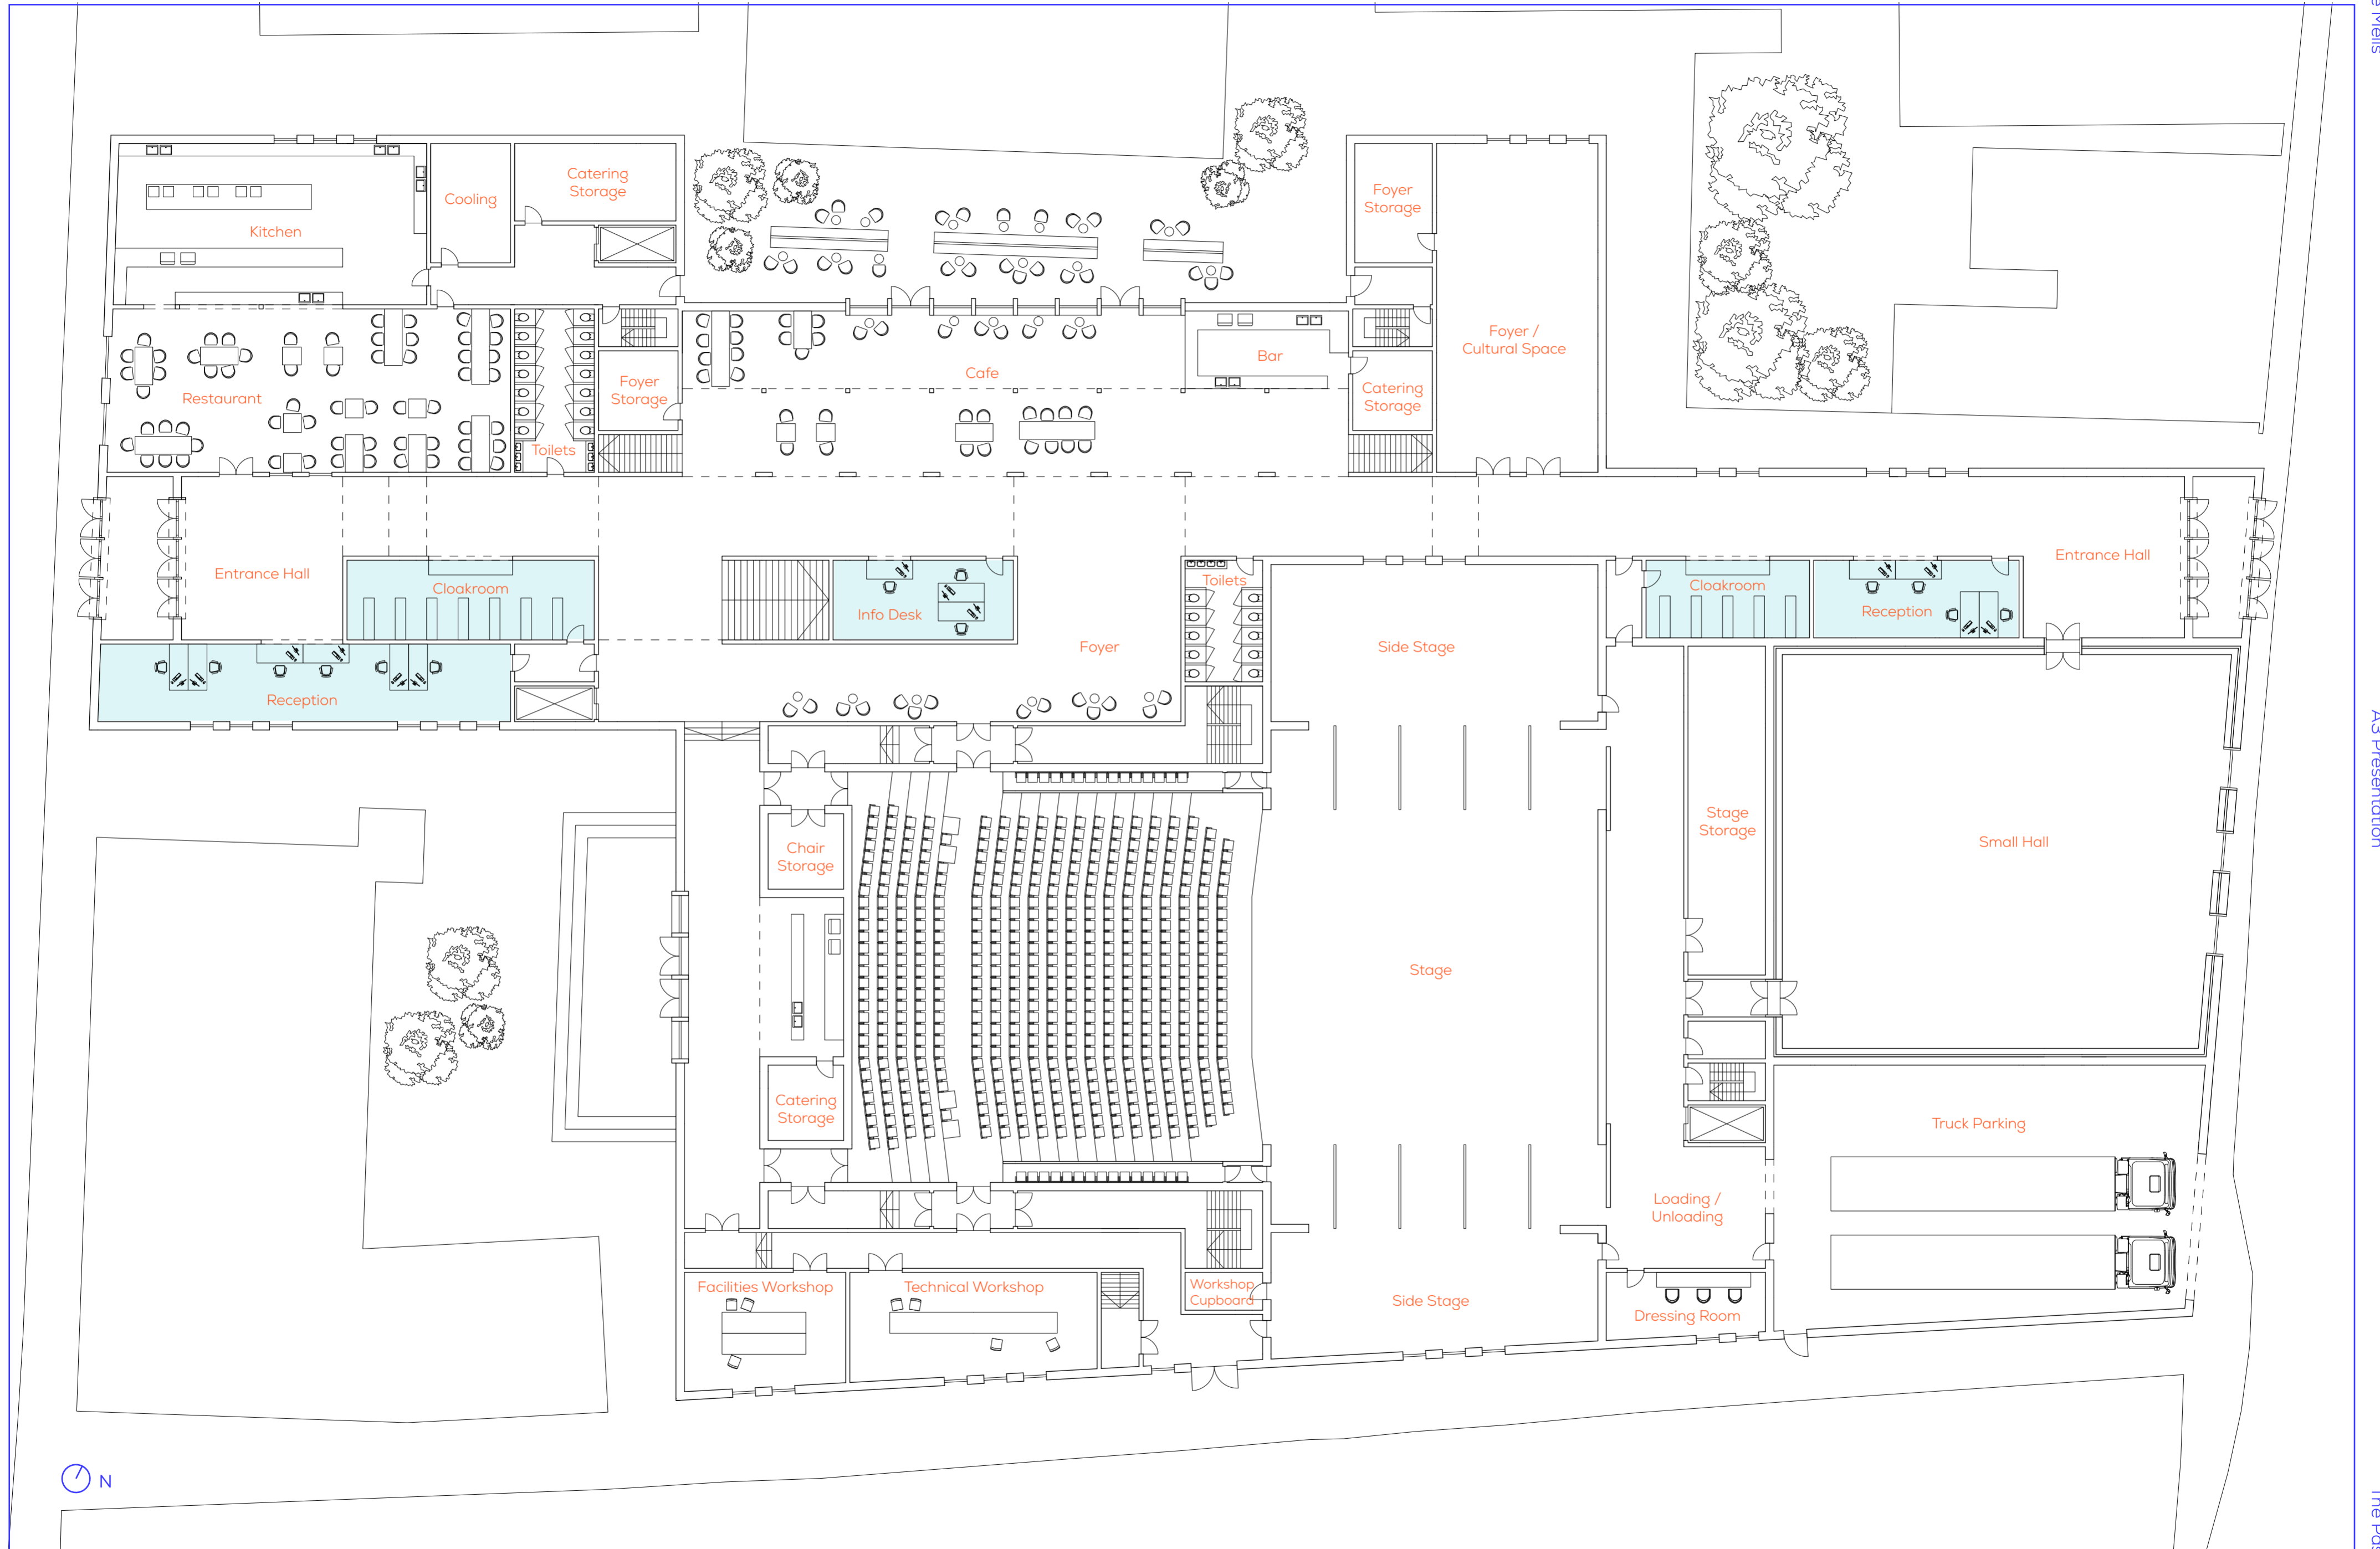 Catering
Storage
Cooling
Kitchen
Foyer
Storage
Foyer /
Cultural Space
Restaurant
Toilets
Foyer
Storage
Cafe
Bar
Catering
Storage
Entrance Hall
Cloakroom
Info Desk
Foyer
Toilets
Side Stage
Cloakroom
Reception
Entrance Hall
Reception
Chair
Storage
Stage
Storage
Small Hall
Stage
Catering
Storage
Truck Parking
Loading /
Unloading
Facilities Workshop
Technical Workshop
Workshop
Cupboard
Side Stage
Dressing Room
N
Melis
A3 Presentation
The